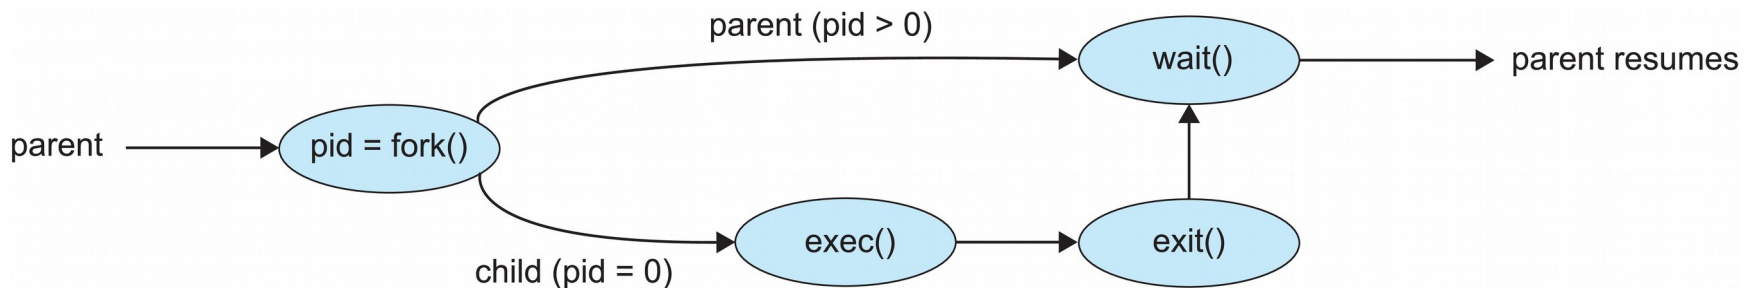 parent (pid > 0)
wait()
parent resumes
parent
pid = fork()
exec()
exit()
child (pid = 0)